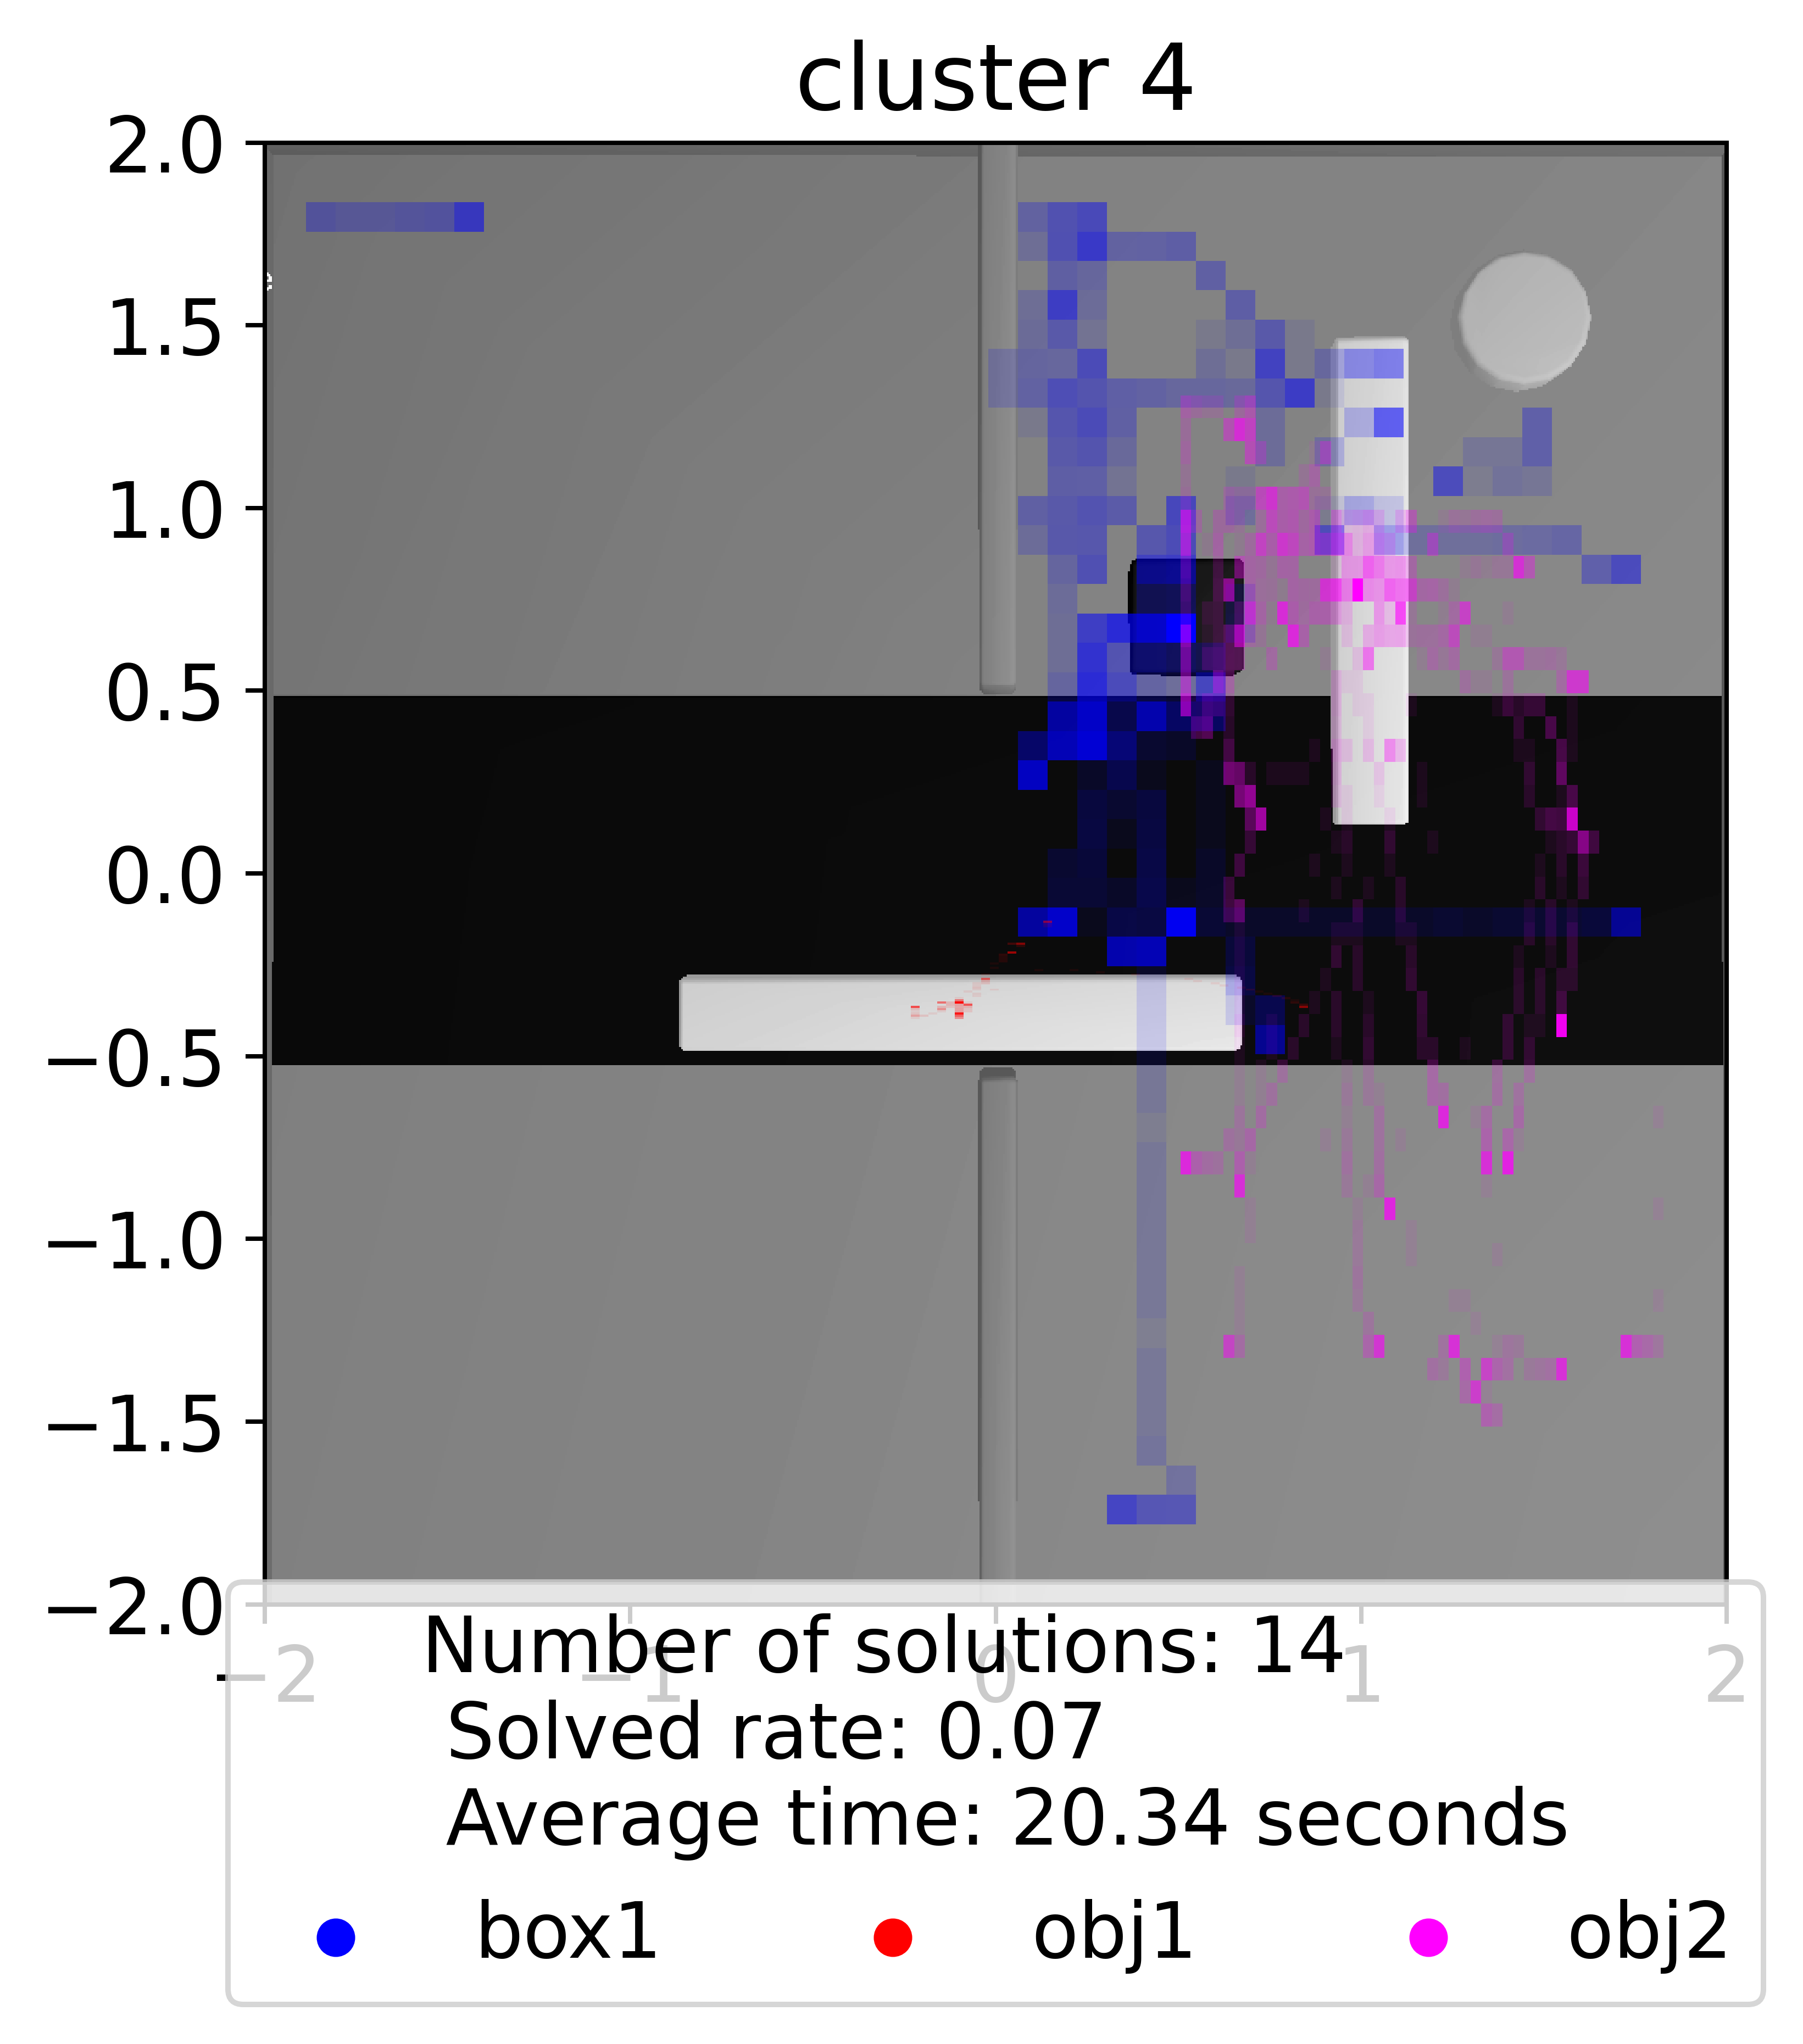 cluster 4
2.0
1.5
1.0
0.5
0.0
−0.5
−1.0
−1.5
−2.0
−2 −1 0 1 2
Number of solutions: 14
Solved rate: 0.07
Average time: 20.34 seconds
box1 obj1 obj2